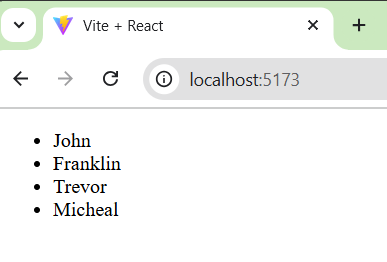 Vite + React
localhost:5173
John
Franklin
Trevor
Micheal